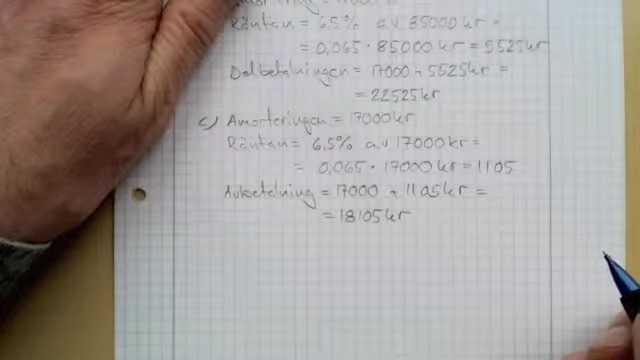 Räntan = 6,5% av 85000 kr =
= 0,065 · 85000 kr = 5525 kr
Delbetalningen = 17000 + 5525 kr =
= 22525 kr
c) Amorteringen = 17000 kr
Räntan = 6,5% av 17000 kr =
= 0,065 · 17000 kr = 1105
Avbetalning = 17000 + 1105 kr =
= 18105 kr